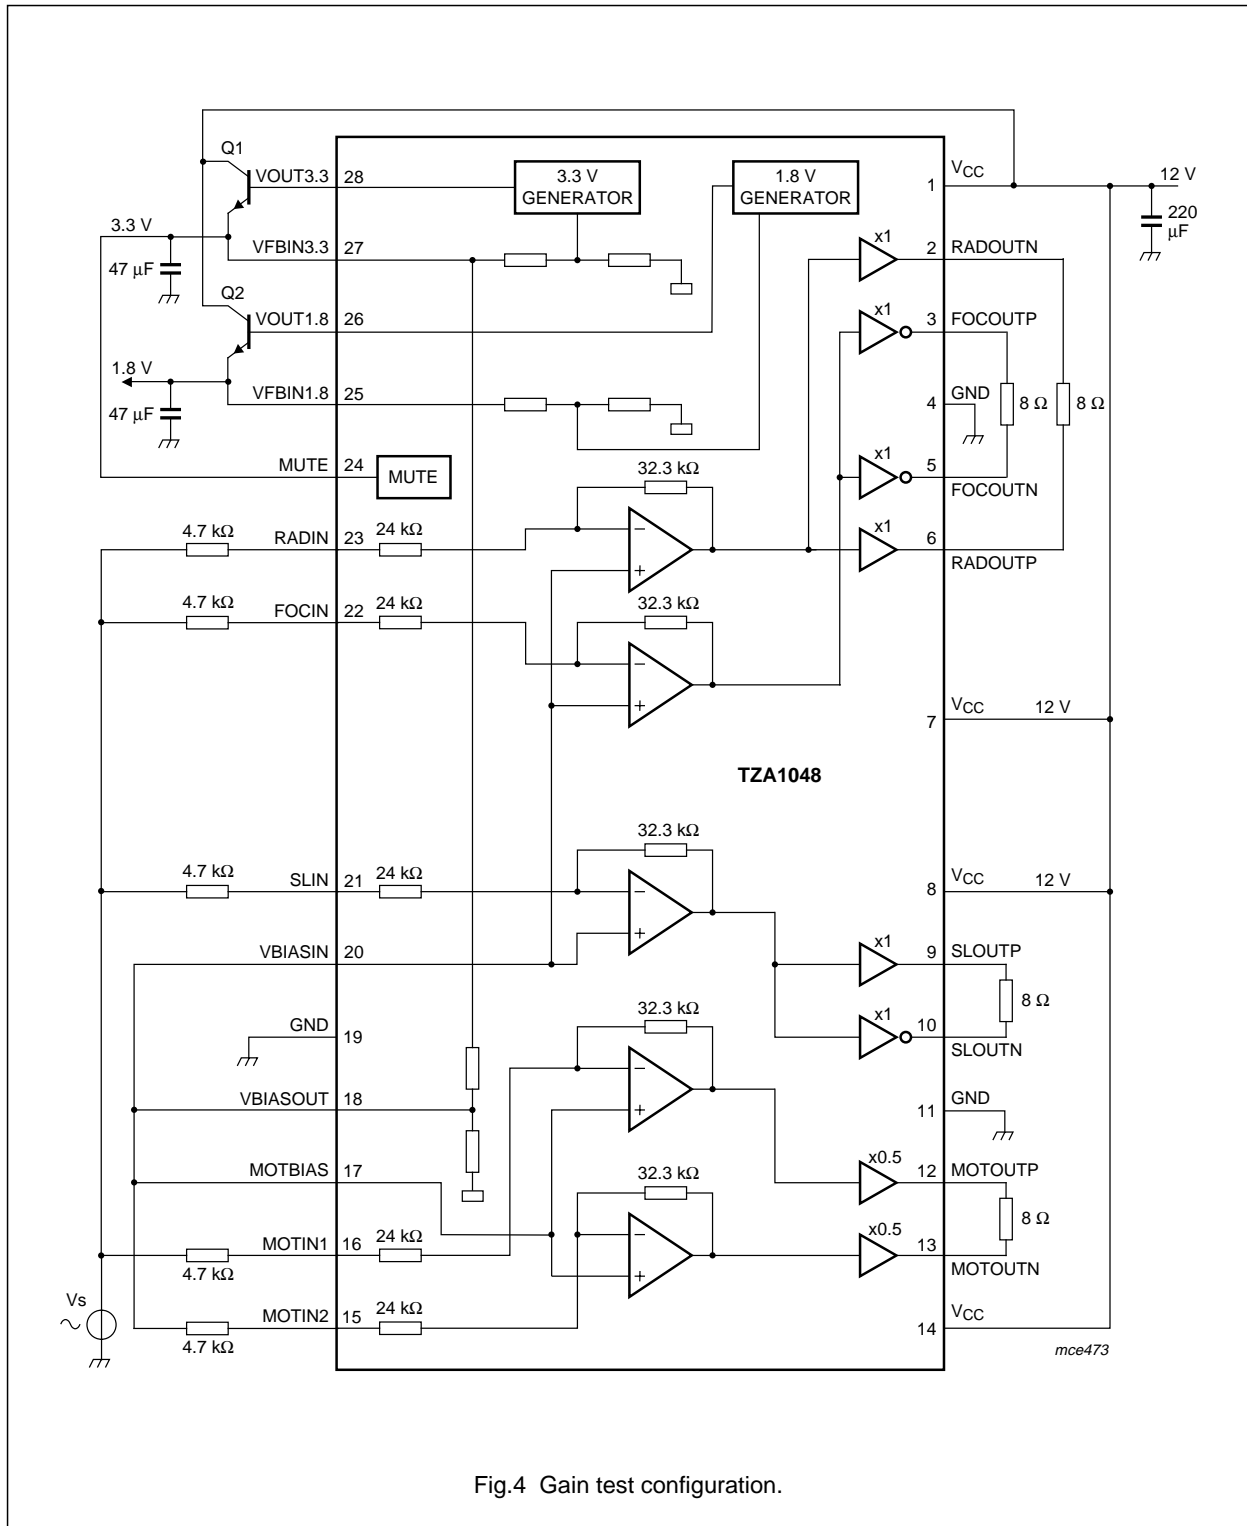 Q1
VOUT3.3
28
3.3 V
GENERATOR
1.8 V
GENERATOR
1
VCC
12 V
220
μF
3.3 V
VFBIN3.3
27
47 μF
x1
2
RADOUTN
Q2
VOUT1.8
26
x1
3
FOCOUTP
1.8 V
VFBIN1.8
25
47 μF
4
GND
8 Ω
8 Ω
MUTE
24
MUTE
x1
5
FOCOUTN
32.3 kΩ
4.7 kΩ
RADIN
23
24 kΩ
−
+
x1
6
RADOUTP
4.7 kΩ
FOCIN
22
24 kΩ
32.3 kΩ
−
+
7
VCC
12 V
TZA1048
32.3 kΩ
4.7 kΩ
SLIN
21
24 kΩ
−
+
8
VCC
12 V
VBIASIN
20
x1
9
SLOUTP
8 Ω
GND
19
32.3 kΩ
x1
10
SLOUTN
−
+
VBIASOUT
18
11
GND
MOTBIAS
17
32.3 kΩ
x0.5
12
MOTOUTP
8 Ω
MOTIN1
16
24 kΩ
4.7 kΩ
−
+
x0.5
13
MOTOUTN
Vs
∼
MOTIN2
15
24 kΩ
4.7 kΩ
14
VCC
mce473
Fig.4 Gain test configuration.